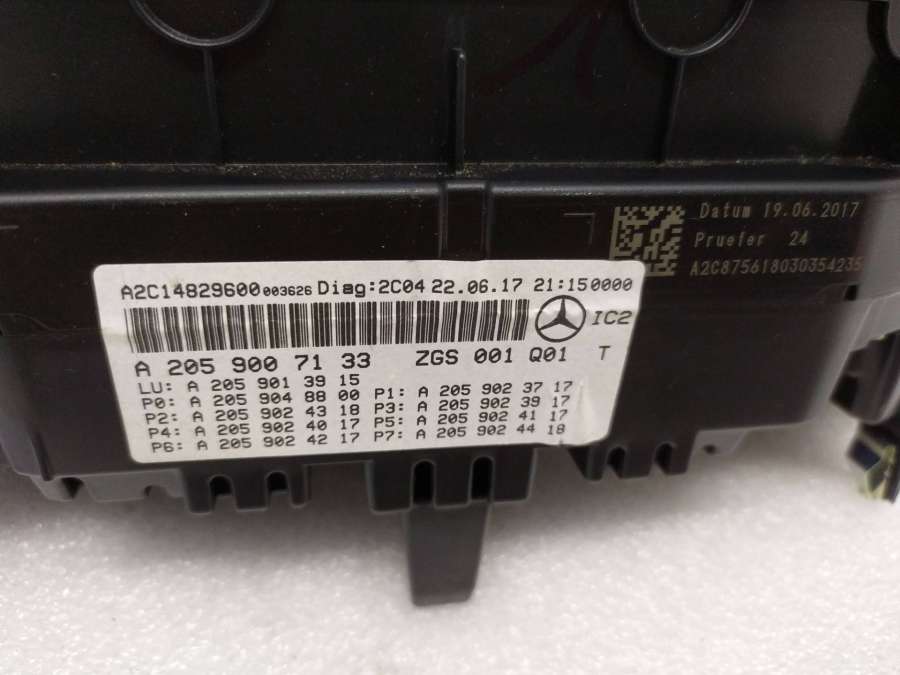 Datum 19.06.2017
Pruefer 24
A2C875618030354235
A2C14829600003626 Diag:2C04 22.06.17 21:150000
IC2
A 205 900 71 33 ZGS 001 Q01 T
LU: A 205 901 39 15
P0: A 205 904 88 00 P1: A 205 902 37 17
P2: A 205 902 43 18 P3: A 205 902 39 17
P4: A 205 902 40 17 P5: A 205 902 41 17
P6: A 205 902 42 17 P7: A 205 902 44 18